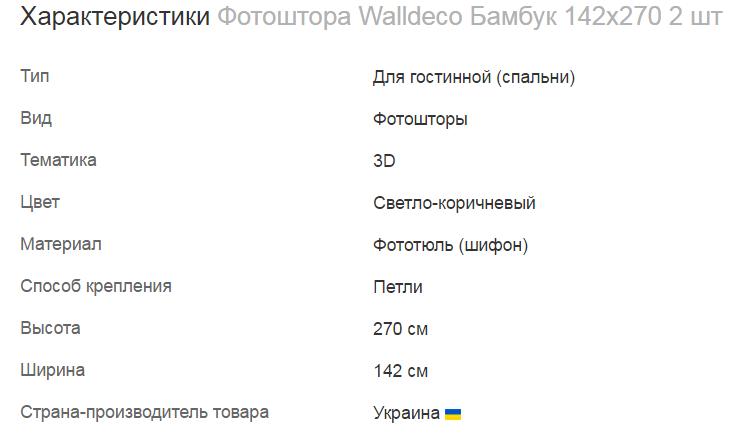 Характеристики Фотоштора Walldeco Бамбук 142х270 2 шт
Тип Для гостинной (спальни)
Вид Фотошторы
Тематика 3D
Цвет Светло-коричневый
Материал Фототюль (шифон)
Способ крепления Петли
Высота 270 см
Ширина 142 см
Страна-производитель товара Украина